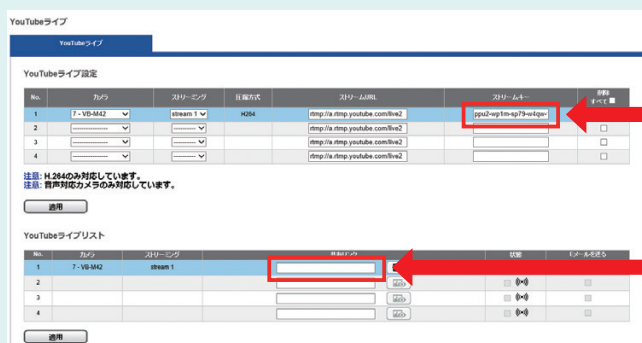 YouTubeライブ
YouTubeライブ
YouTubeライブ設定
No. カメラ ストリーミング 圧縮方式 ストリームURL ストリームキー 削除
すべて
1 7 - VB-M42 stream 1 H264 rtmp://a.rtmp.youtube.com/live2 ppu2-wp1m-sp79-w4qw-
2 --------------- ---------- rtmp://a.rtmp.youtube.com/live2
3 --------------- ---------- rtmp://a.rtmp.youtube.com/live2
4 --------------- ---------- rtmp://a.rtmp.youtube.com/live2
注意: H.264のみ対応しています。
注意: 音声対応カメラのみ対応しています。
適用
YouTubeライブリスト
No. カメラ ストリーミング 状態 Eメールを送る
1 7 - VB-M42 stream 1
2
3
4
適用